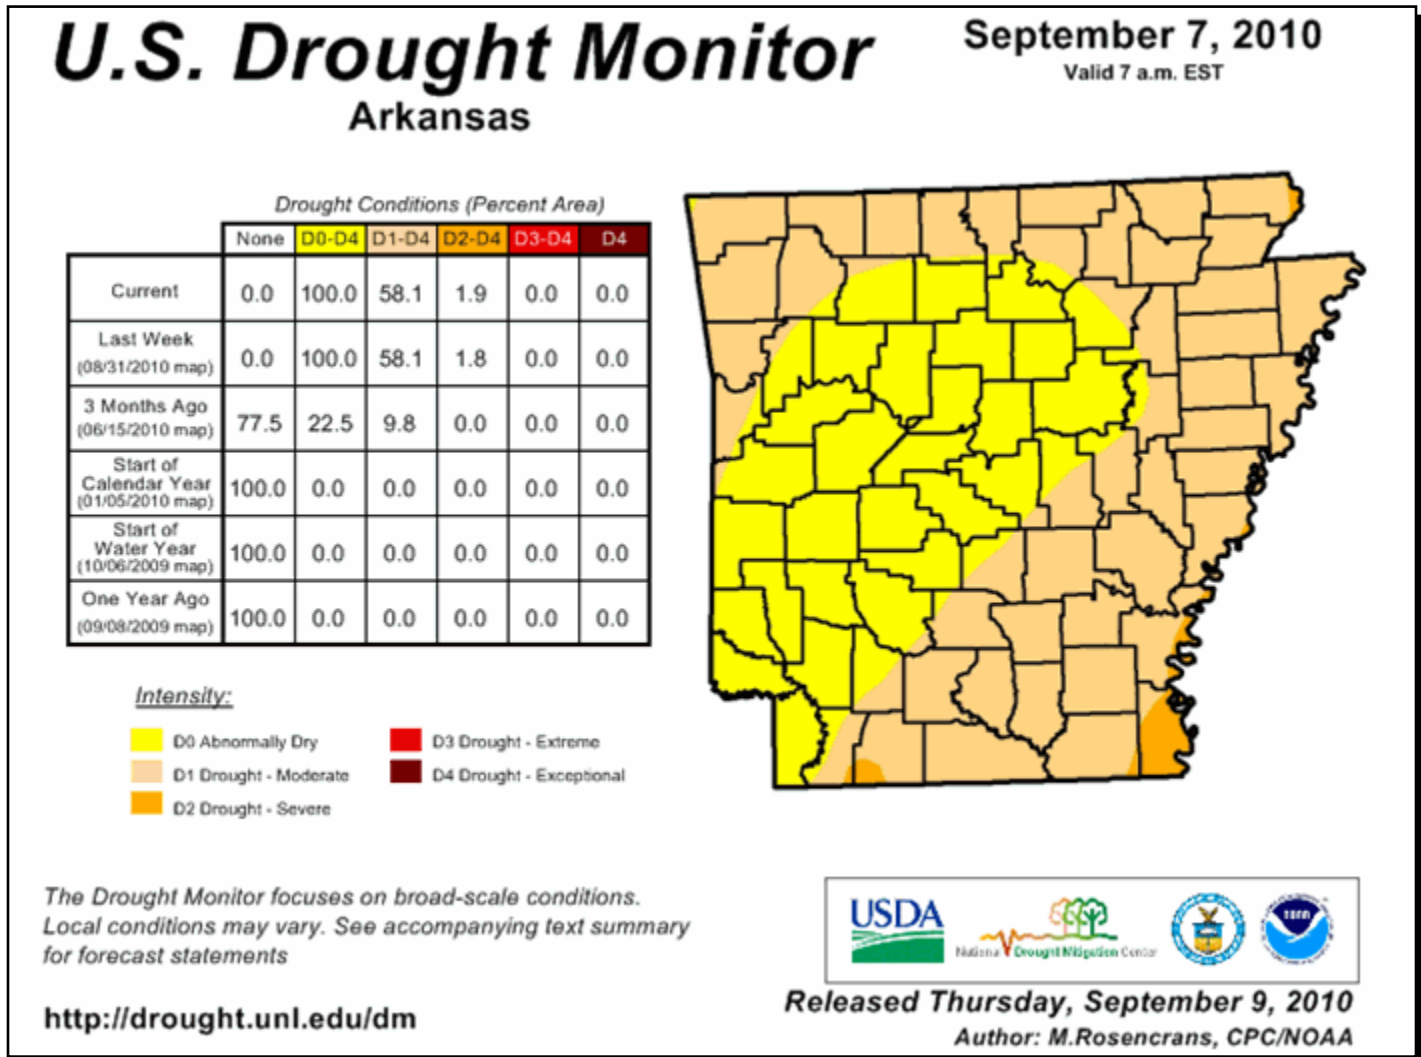 U.S. Drought Monitor
Arkansas
September 7, 2010
Valid 7 a.m. EST
Drought Conditions (Percent Area)
None D0-D4 D1-D4 D2-D4 D3-D4 D4
Current 0.0 100.0 58.1 1.9 0.0 0.0
Last Week
(08/31/2010 map) 0.0 100.0 58.1 1.8 0.0 0.0
3 Months Ago
(06/15/2010 map) 77.5 22.5 9.8 0.0 0.0 0.0
Start of
Calendar Year
(01/05/2010 map) 100.0 0.0 0.0 0.0 0.0 0.0
Start of
Water Year
(10/06/2009 map) 100.0 0.0 0.0 0.0 0.0 0.0
One Year Ago
(09/08/2009 map) 100.0 0.0 0.0 0.0 0.0 0.0
Intensity:
D0 Abnormally Dry
D1 Drought - Moderate
D2 Drought - Severe
D3 Drought - Extreme
D4 Drought - Exceptional
The Drought Monitor focuses on broad-scale conditions.
Local conditions may vary. See accompanying text summary
for forecast statements
http://drought.unl.edu/dm
USDA
National Drought Mitigation Center
Released Thursday, September 9, 2010
Author: M.Rosencrans, CPC/NOAA